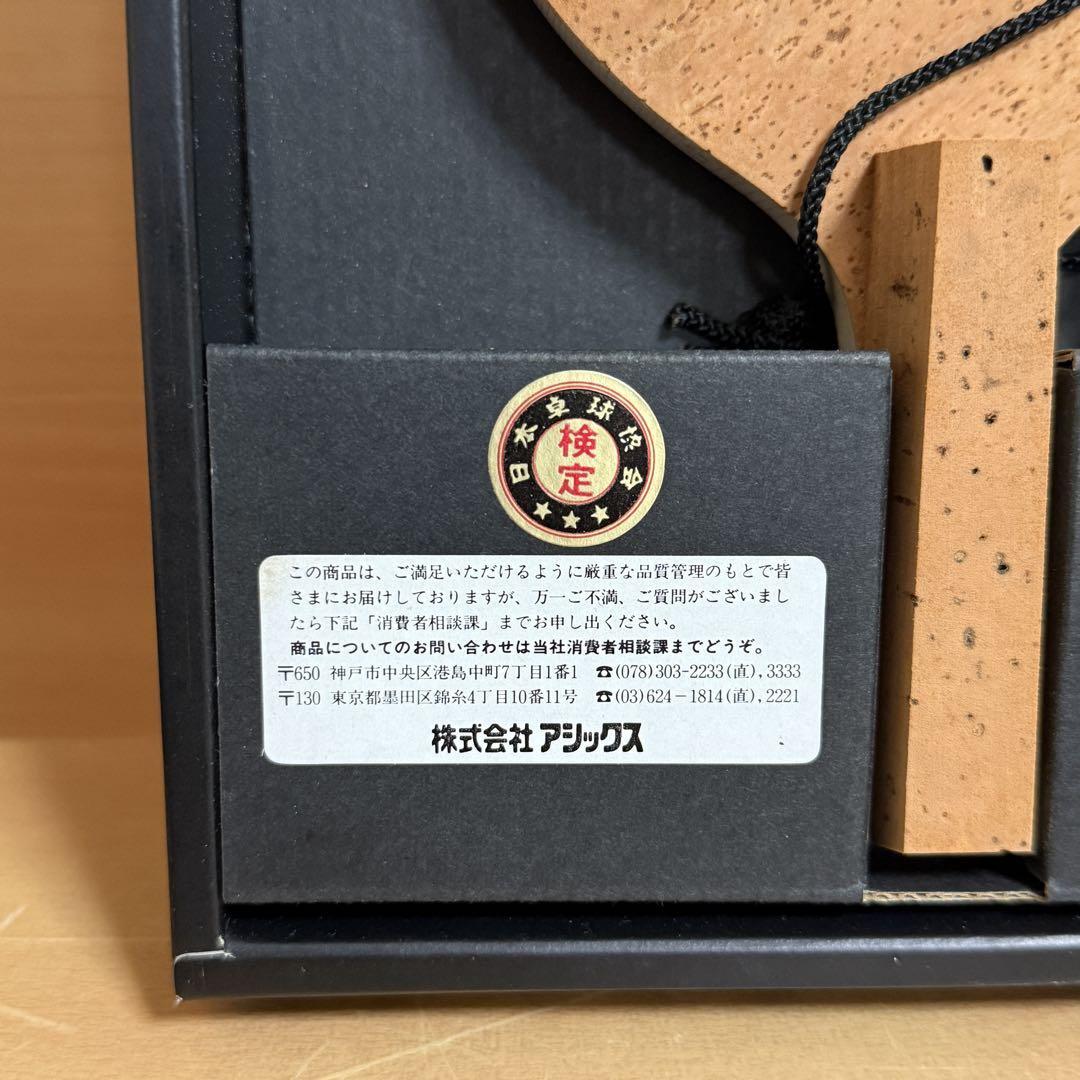 日本卓球協会
検定
★★★
この商品は、ご満足いただけるように厳重な品質管理のもとで皆
さまにお届けしておりますが、万一ご不満、ご質問がございまし
たら下記「消費者相談課」までお申し出ください。
商品についてのお問い合わせは当社消費者相談課までどうぞ。
〒650 神戸市中央区港島中町7丁目1番1 ☎(078)303-2233(直),3333
〒130 東京都墨田区錦糸4丁目10番11号 ☎(03)624-1814(直),2221
株式会社 アシックス